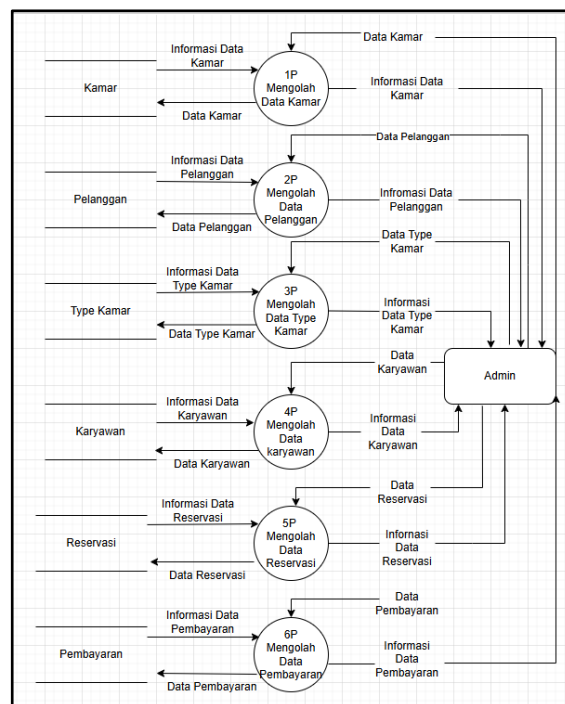 Data Kamar
Informasi Data
Kamar
1P
Mengolah
Data Kamar
Informasi Data
Kamar
Kamar
Data Kamar
Data Pelanggan
Informasi Data
Pelanggan
2P
Mengolah
Data
Pelanggan
Infromasi Data
Pelanggan
Pelanggan
Data Pelanggan
Data Type
Kamar
Informasi Data
Type Kamar
3P
Mengolah
Data Type
Kamar
Informasi
Data Type
Kamar
Type Kamar
Data Type Kamar
Data
Karyawan
Admin
Informasi Data
Karyawan
4P
Mengolah
Data
karyawan
Informasi
Data
Karyawan
Karyawan
Data Karyawan
Data
Reservasi
Informasi Data
Reservasi
5P
Mengolah
Data
Reservasi
Infornasi
Data
Reservasi
Reservasi
Data Reservasi
Data
Pembayaran
Informasi Data
Pembayaran
6P
Mengolah
Data
Pembayaran
Informasi
Data
Pembayaran
Pembayaran
Data Pembayaran